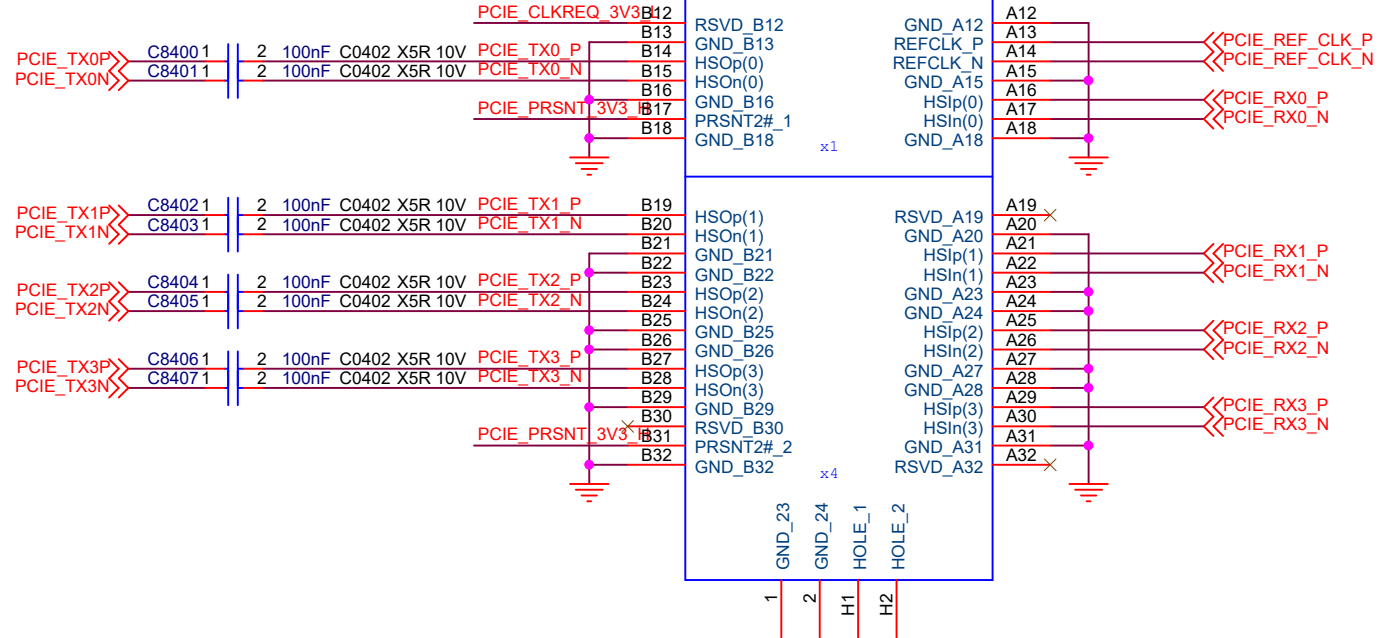 PCIE_CLKREQ_3V3_L B12 RSVD_B12 GND_A12 A12
B13 GND_B13 REFCLK_P A13 PCIE_REF_CLK_P
PCIE_TX0P C8400 1 2 100nF C0402 X5R 10V PCIE_TX0_P B14 HSOp(0) REFCLK_N A14 PCIE_REF_CLK_N
PCIE_TX0N C8401 1 2 100nF C0402 X5R 10V PCIE_TX0_N B15 HSOn(0) GND_A15 A15
B16 GND_B16 HSIp(0) A16 PCIE_RX0_P
PCIE_PRSNT_3V3_H B17 PRSNT2#_1 HSIn(0) A17 PCIE_RX0_N
B18 GND_B18 GND_A18 A18
x1
PCIE_TX1P C8402 1 2 100nF C0402 X5R 10V PCIE_TX1_P B19 HSOp(1) RSVD_A19 A19
PCIE_TX1N C8403 1 2 100nF C0402 X5R 10V PCIE_TX1_N B20 HSOn(1) GND_A20 A20
B21 GND_B21 HSIp(1) A21 PCIE_RX1_P
B22 GND_B22 HSIn(1) A22 PCIE_RX1_N
PCIE_TX2P C8404 1 2 100nF C0402 X5R 10V PCIE_TX2_P B23 HSOp(2) GND_A23 A23
PCIE_TX2N C8405 1 2 100nF C0402 X5R 10V PCIE_TX2_N B24 HSOn(2) GND_A24 A24
B25 GND_B25 HSIp(2) A25 PCIE_RX2_P
B26 GND_B26 HSIn(2) A26 PCIE_RX2_N
PCIE_TX3P C8406 1 2 100nF C0402 X5R 10V PCIE_TX3_P B27 HSOp(3) GND_A27 A27
PCIE_TX3N C8407 1 2 100nF C0402 X5R 10V PCIE_TX3_N B28 HSOn(3) GND_A28 A28
B29 GND_B29 HSIp(3) A29 PCIE_RX3_P
B30 RSVD_B30 HSIn(3) A30 PCIE_RX3_N
PCIE_PRSNT_3V3_H B31 PRSNT2#_2 GND_A31 A31
B32 GND_B32 RSVD_A32 A32
x4
GND_23 GND_24 HOLE_1 HOLE_2
1 2 H1 H2